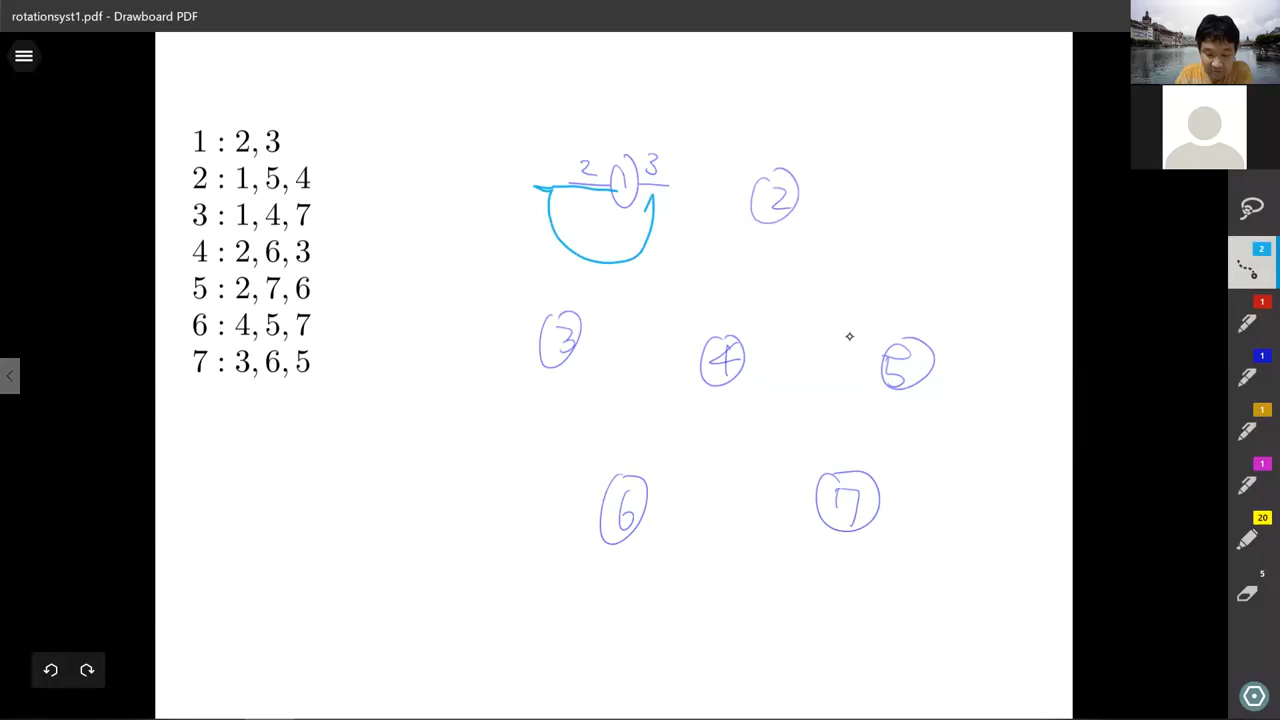 rotationsyst1.pdf - Drawboard PDF
1 : 2, 3
2 : 1, 5, 4
3 : 1, 4, 7
4 : 2, 6, 3
5 : 2, 7, 6
6 : 4, 5, 7
7 : 3, 6, 5
2 1 3
2
3
4
5
6
7
2
1
1
1
1
20
5